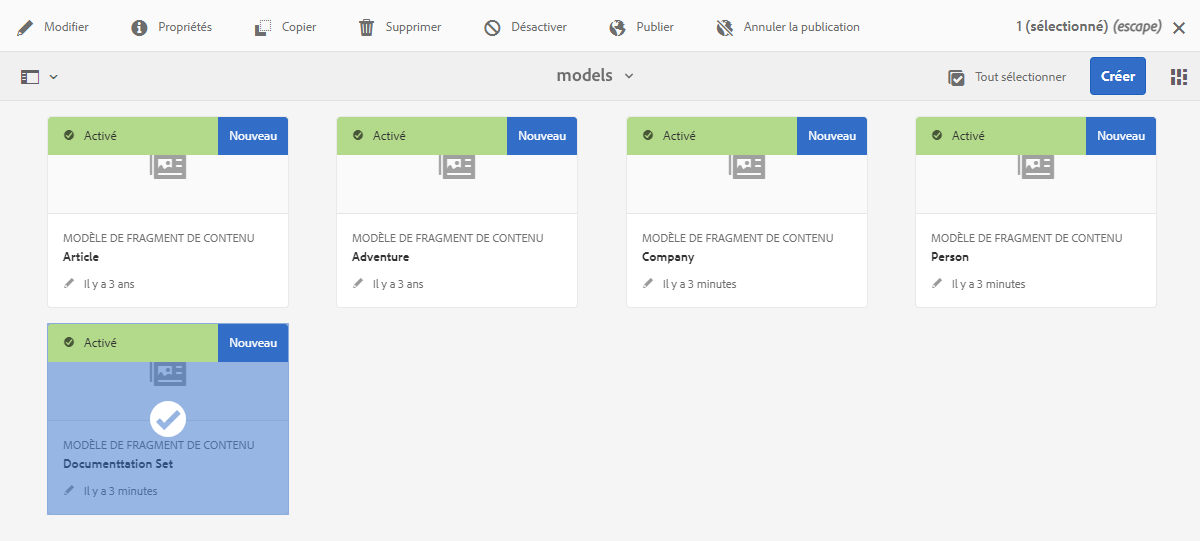 Modifier Propriétés Copier Supprimer Désactiver Publier Annuler la publication 1 (sélectionné) (escape)
models Tout sélectionner Créer
Activé Nouveau Activé Nouveau Activé Nouveau Activé Nouveau
MODÈLE DE FRAGMENT DE CONTENU MODÈLE DE FRAGMENT DE CONTENU MODÈLE DE FRAGMENT DE CONTENU MODÈLE DE FRAGMENT DE CONTENU
Article Adventure Company Person
Il y a 3 ans Il y a 3 ans Il y a 3 minutes Il y a 3 minutes
Activé Nouveau
MODÈLE DE FRAGMENT DE CONTENU
Documenttation Set
Il y a 3 minutes